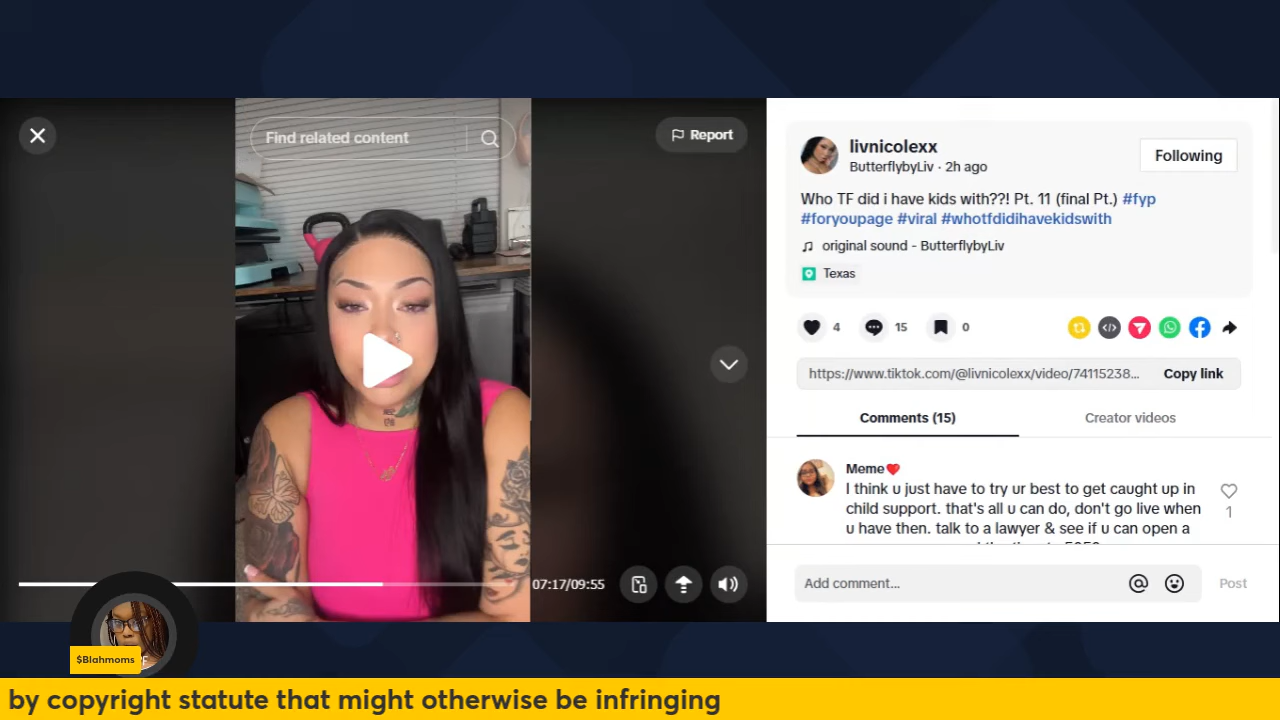 Find related content
Report
livnicolexx
ButterflybyLiv · 2h ago
Following
Who TF did i have kids with??! Pt. 11 (final Pt.) #fyp
#foryoupage #viral #whotfdidihavekidswith
original sound - ButterflybyLiv
Texas
4
15
0
https://www.tiktok.com/@livnicolexx/video/74115238...
Copy link
Comments (15)
Creator videos
Meme❤️
I think u just have to try ur best to get caught up in
child support. that's all u can do, don't go live when
u have then. talk to a lawyer & see if u can open a
1
07:17/09:55
Add comment...
Post
$Blahmoms
by copyright statute that might otherwise be infringing